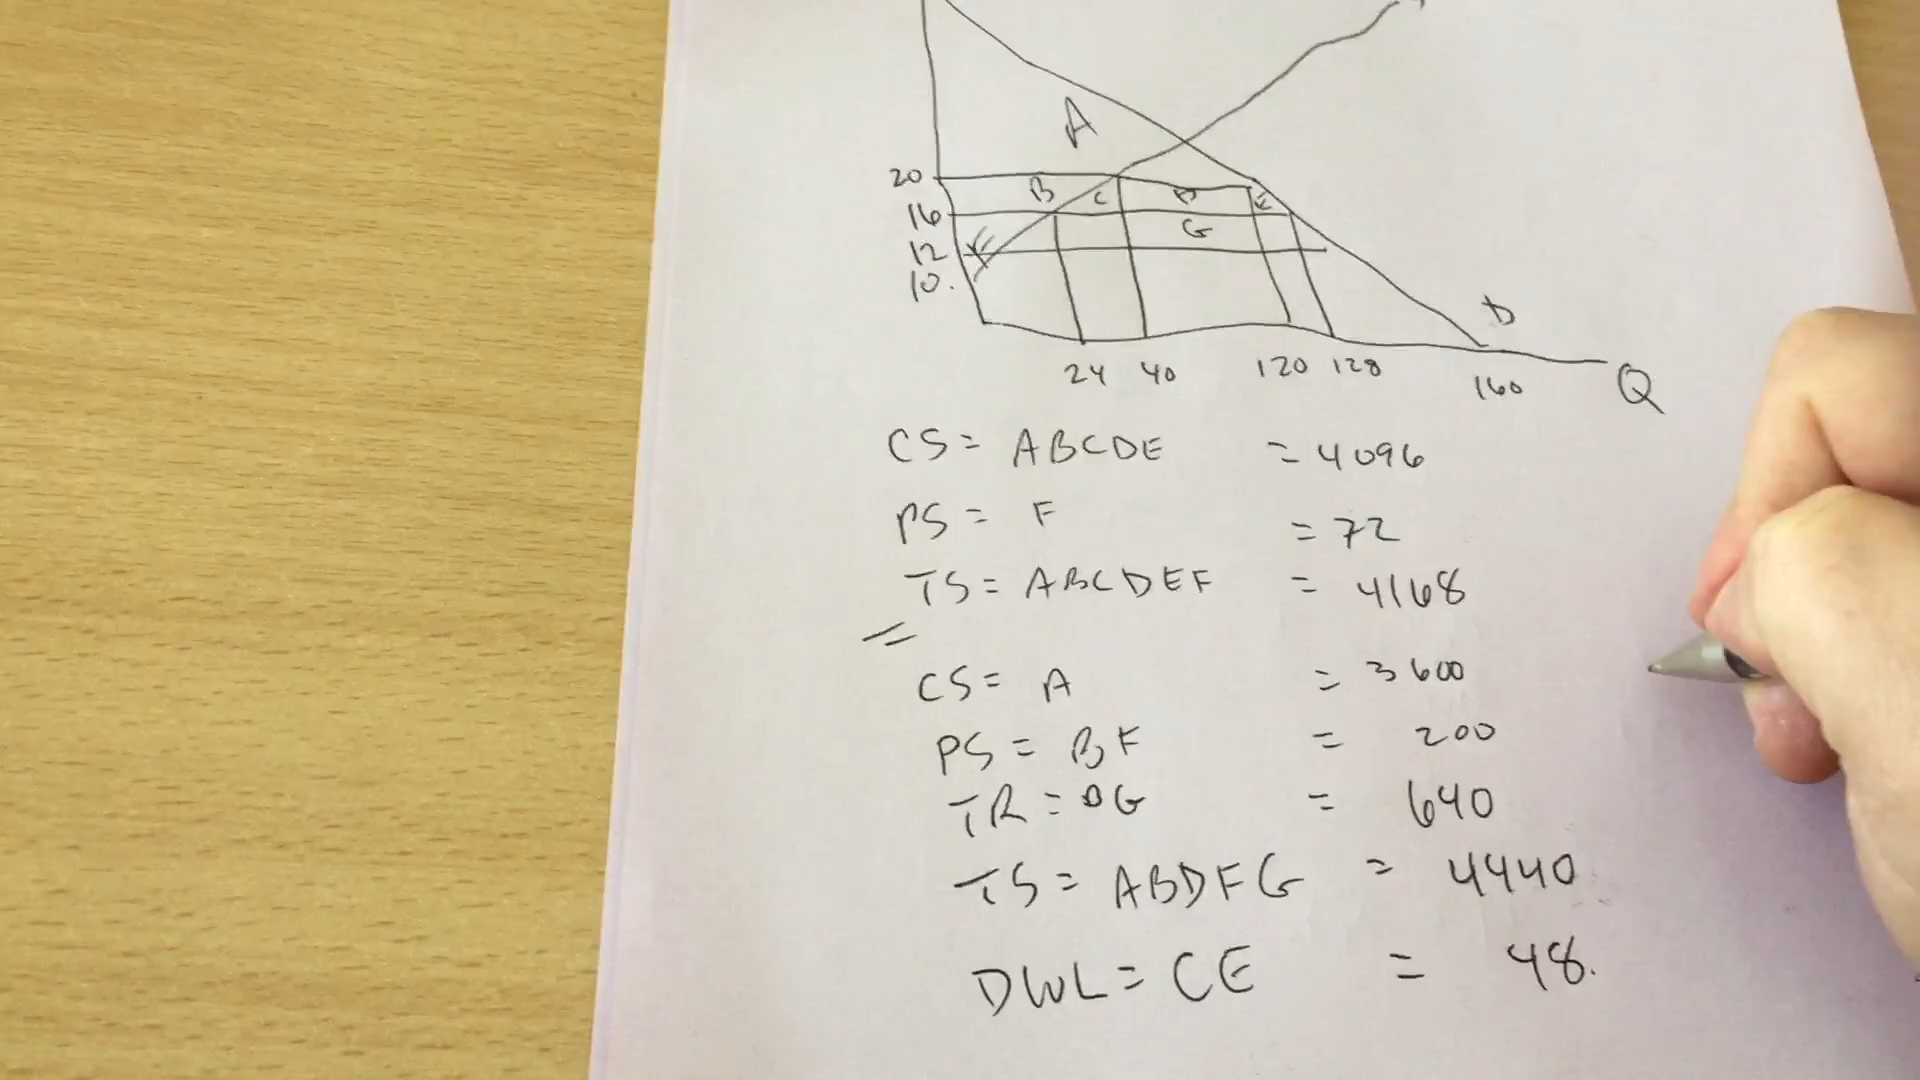 A
20
B C D E
16
G
12 F
10.
D
24 40 120 128
160 Q
CS = ABCDE = 4096
PS = F = 72
TS = ABCDEF = 4168
CS = A = 3600
PS = BF = 200
TR = DG = 640
TS = ABDFG = 4440
DWL = CE = 48.